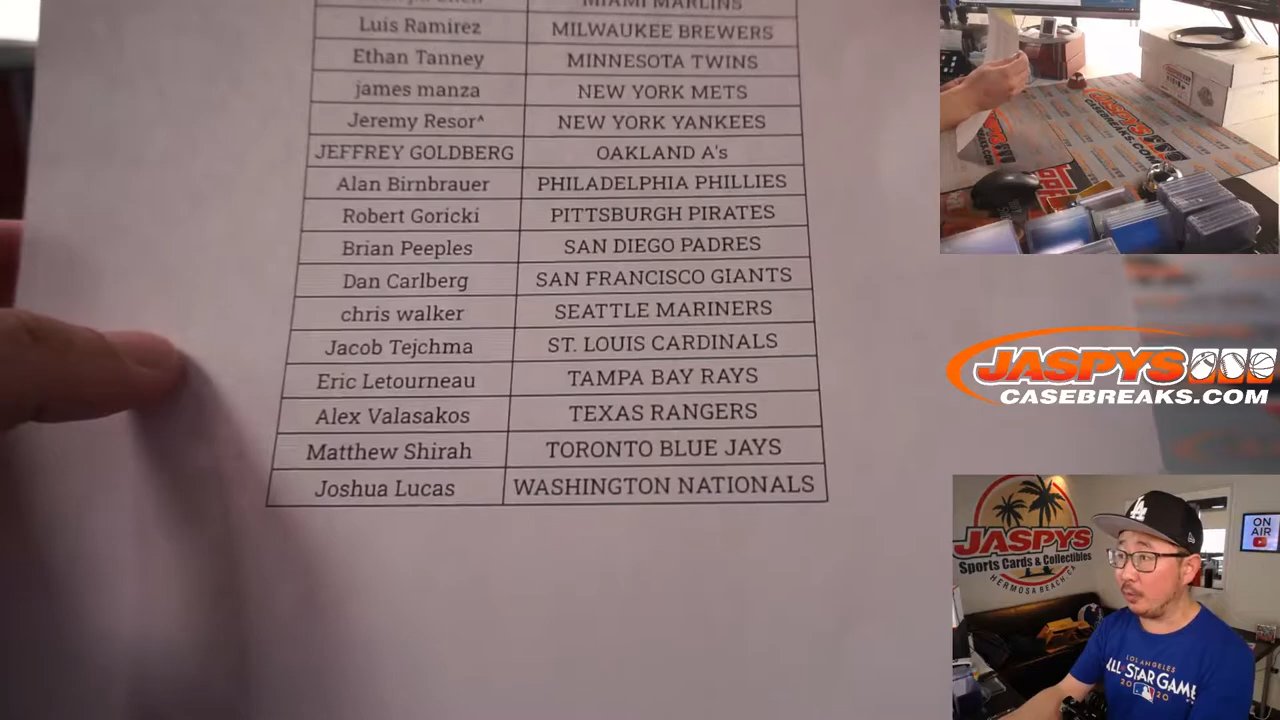 MIAMI MARLINS
Luis Ramirez MILWAUKEE BREWERS
Ethan Tanney MINNESOTA TWINS
james manza NEW YORK METS
Jeremy Resor^ NEW YORK YANKEES
JEFFREY GOLDBERG OAKLAND A's
Alan Birnbrauer PHILADELPHIA PHILLIES
Robert Goricki PITTSBURGH PIRATES
Brian Peeples SAN DIEGO PADRES
Dan Carlberg SAN FRANCISCO GIANTS
chris walker SEATTLE MARINERS
Jacob Tejchma ST. LOUIS CARDINALS
Eric Letourneau TAMPA BAY RAYS
Alex Valasakos TEXAS RANGERS
Matthew Shirah TORONTO BLUE JAYS
Joshua Lucas WASHINGTON NATIONALS
JASPYS
JASPYS
CASEBREAKS.COM
JASPYS
Sports Cards & Collectibles
HERMOSA BEACH CA
ON
AIR
LA
LOS ANGELES
ALL STAR GAME
2020